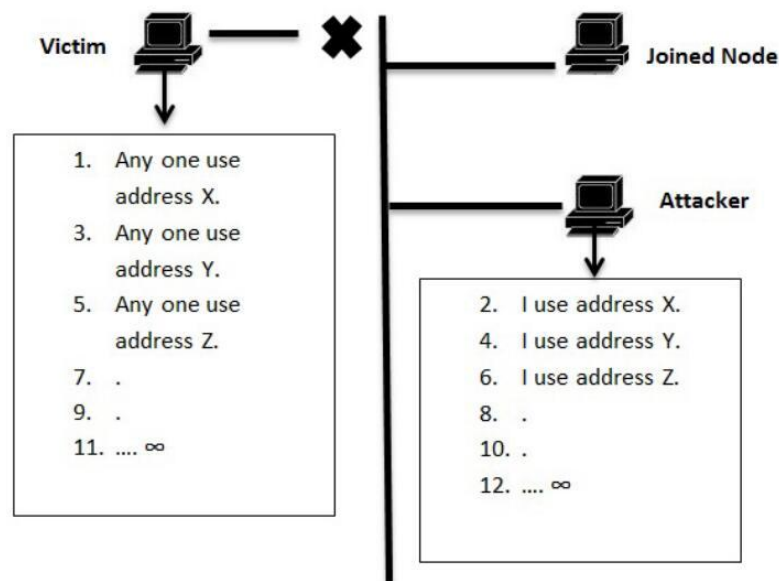 Victim
Joined Node
1. Any one use
address X.
3. Any one use
address Y.
5. Any one use
address Z.
7. .
9. .
11. .... ∞
Attacker
2. I use address X.
4. I use address Y.
6. I use address Z.
8. .
10. .
12. .... ∞